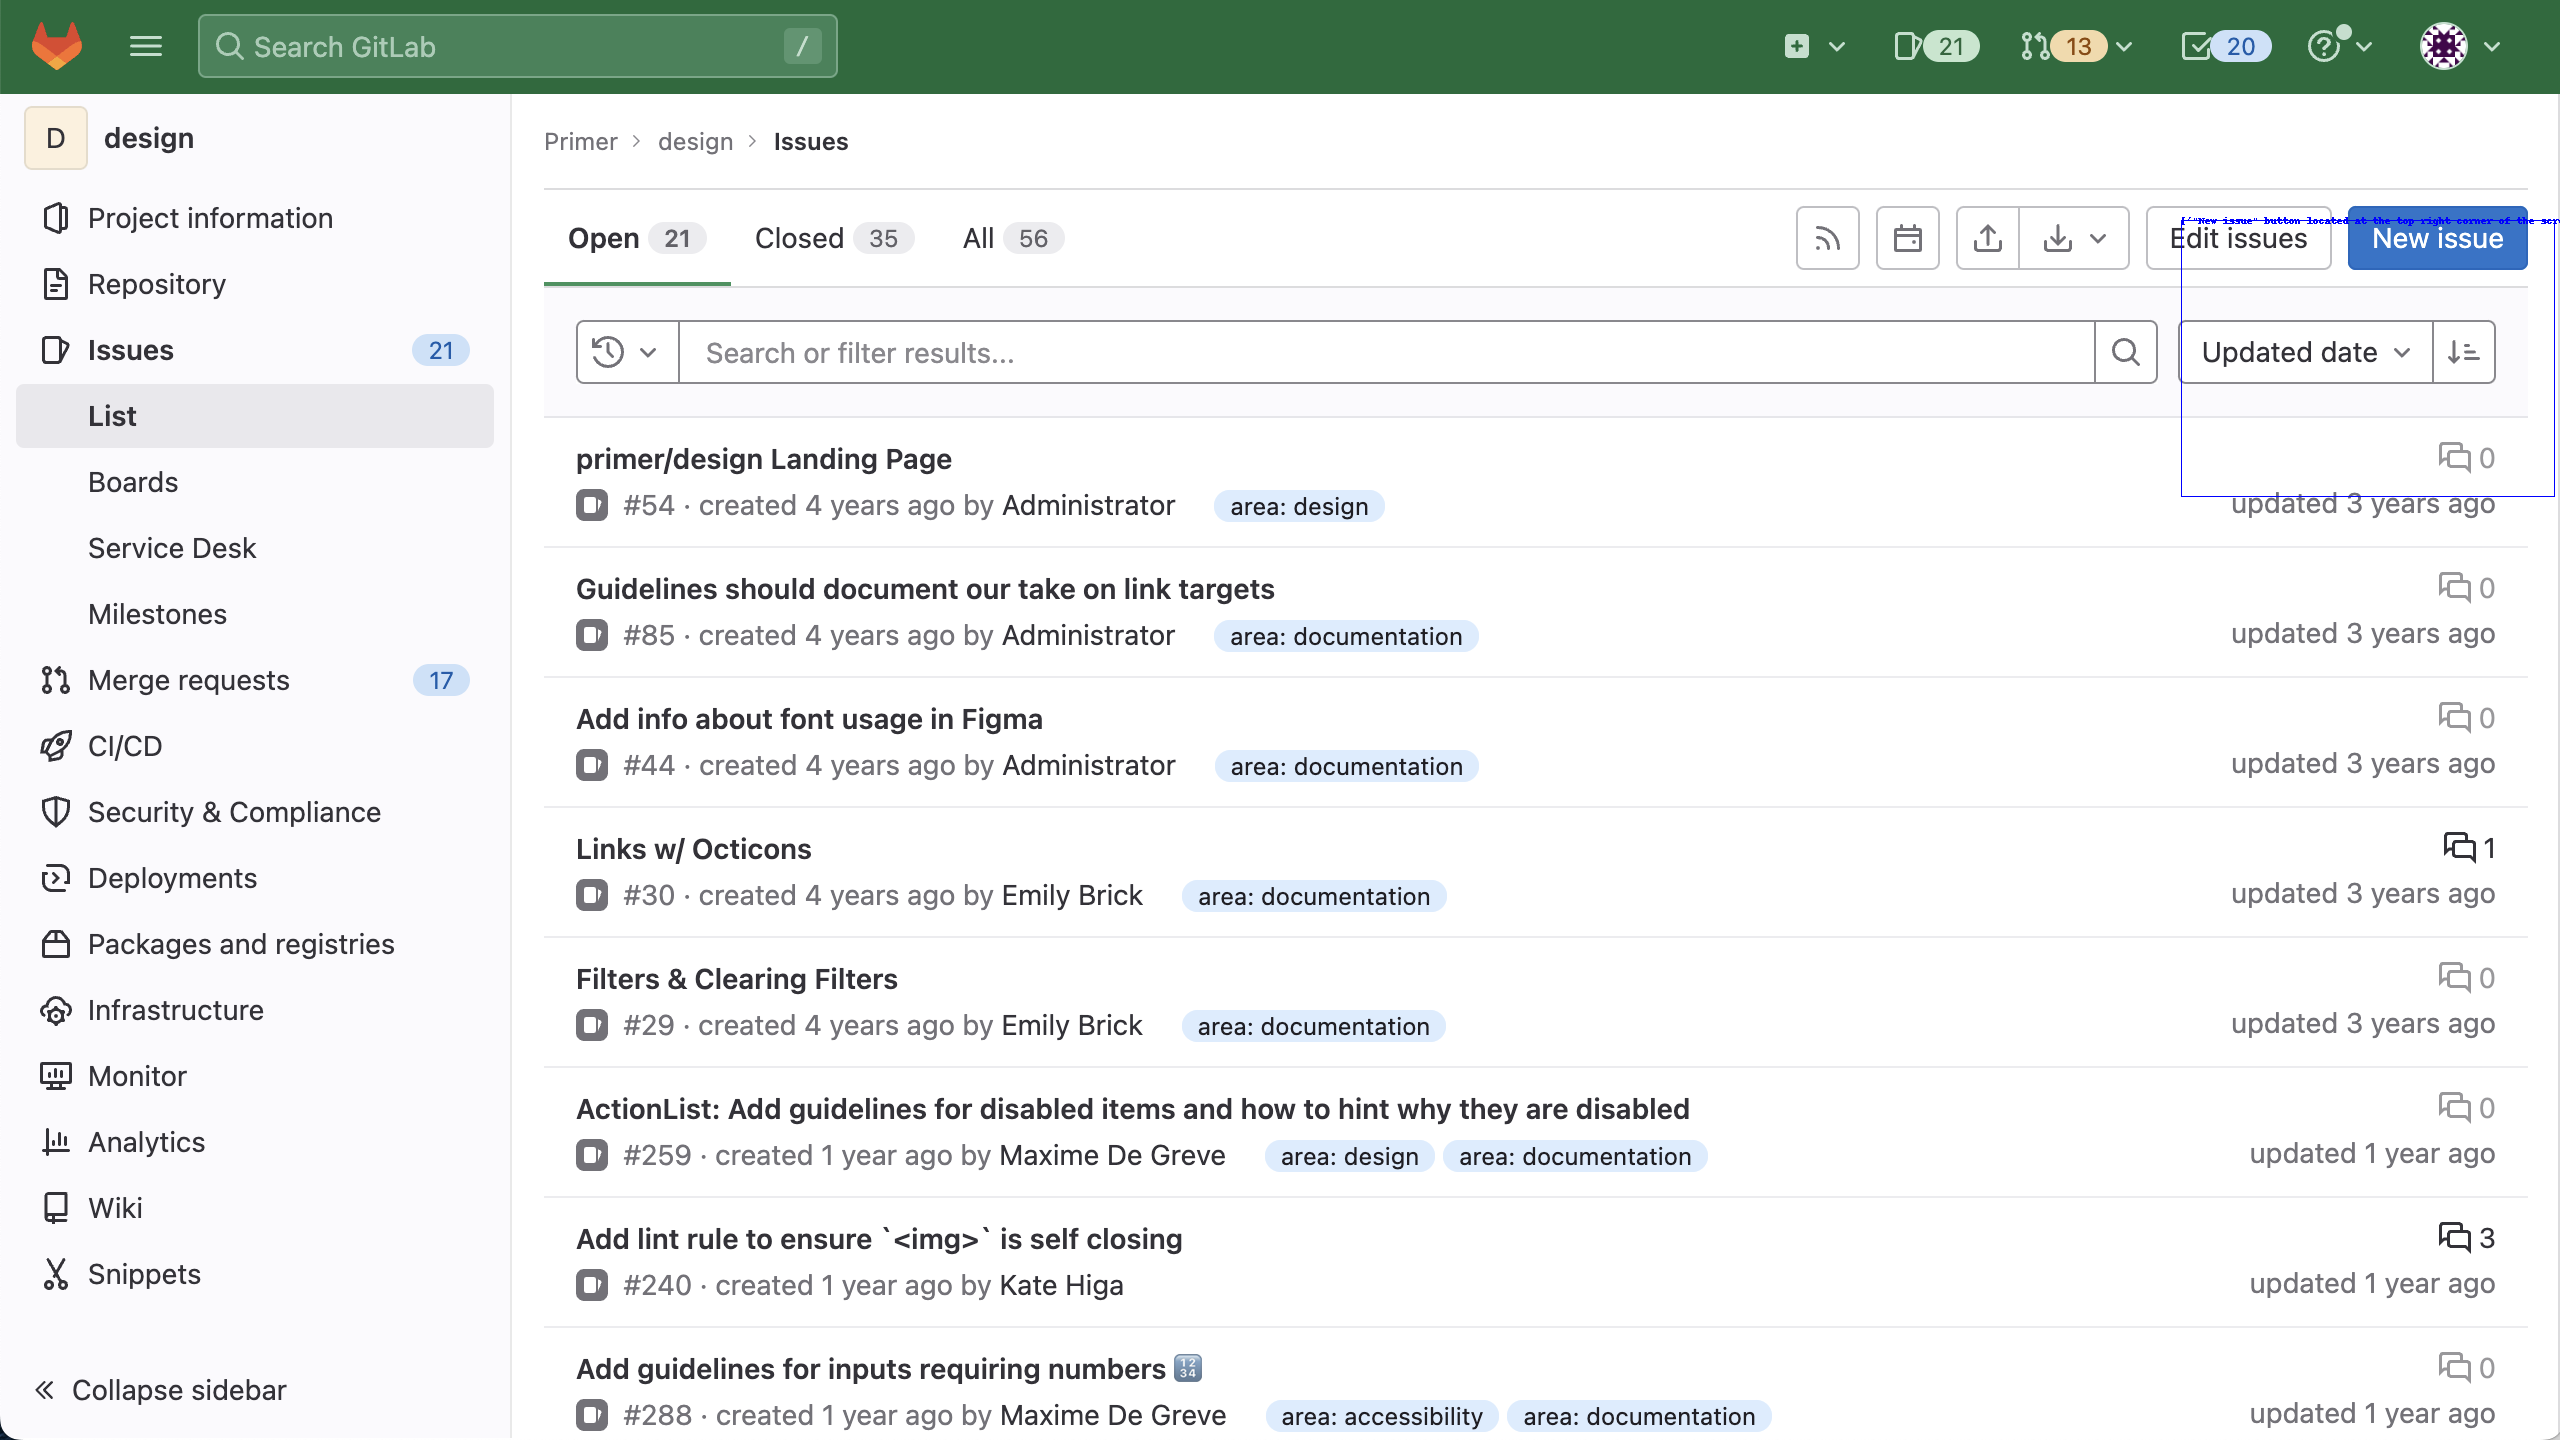 Search GitLab /
21
13
20
D design
Project information
Repository
Issues 21
List
Boards
Service Desk
Milestones
Merge requests 17
CI/CD
Security & Compliance
Deployments
Packages and registries
Infrastructure
Monitor
Analytics
Wiki
Snippets
Collapse sidebar
Primer > design > Issues
Open 21 Closed 35 All 56
"New issue" button located at the top right corner of the
Edit issues New issue
Search or filter results...
Updated date
primer/design Landing Page 0
#54 · created 4 years ago by Administrator area: design updated 3 years ago
Guidelines should document our take on link targets 0
#85 · created 4 years ago by Administrator area: documentation updated 3 years ago
Add info about font usage in Figma 0
#44 · created 4 years ago by Administrator area: documentation updated 3 years ago
Links w/ Octicons 1
#30 · created 4 years ago by Emily Brick area: documentation updated 3 years ago
Filters & Clearing Filters 0
#29 · created 4 years ago by Emily Brick area: documentation updated 3 years ago
ActionList: Add guidelines for disabled items and how to hint why they are disabled 0
#259 · created 1 year ago by Maxime De Greve area: design area: documentation updated 1 year ago
Add lint rule to ensure `<img>` is self closing 3
#240 · created 1 year ago by Kate Higa updated 1 year ago
Add guidelines for inputs requiring numbers 🔢 0
#288 · created 1 year ago by Maxime De Greve area: accessibility area: documentation updated 1 year ago